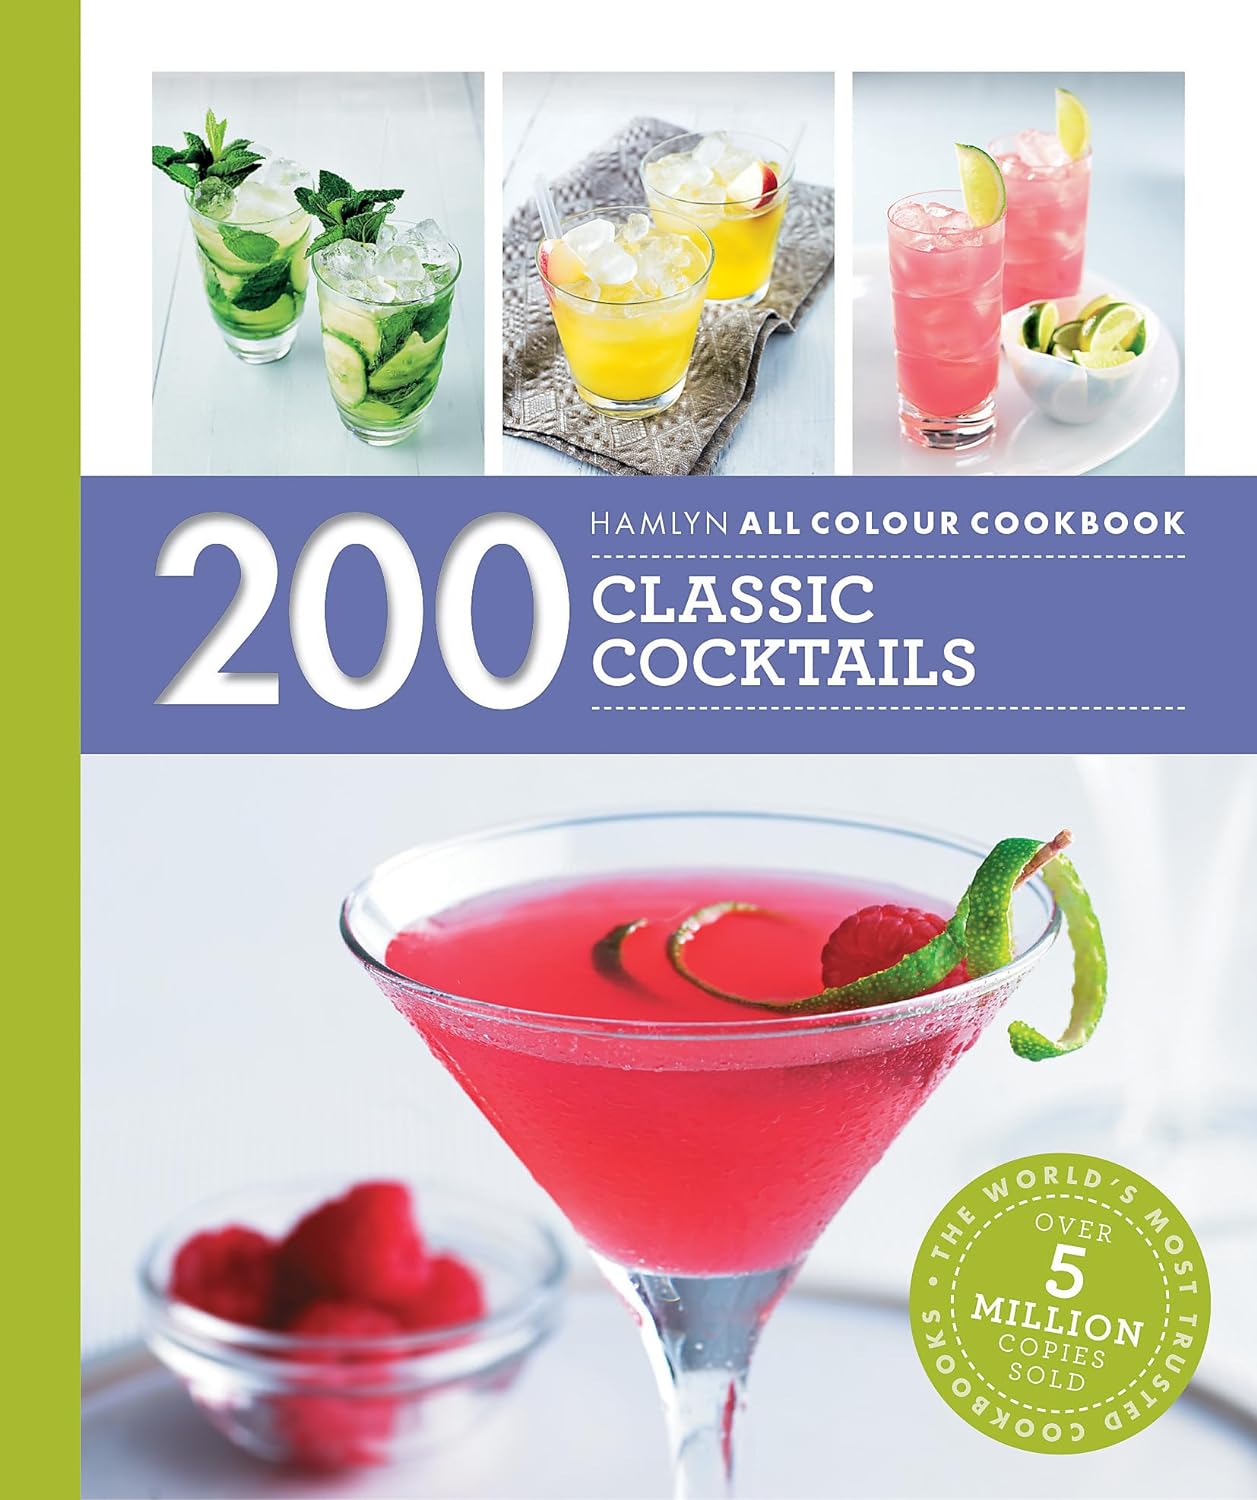 200
HAMLYN ALL COLOUR COOKBOOK
CLASSIC
COCKTAILS
• THE WORLD'S MOST TRUSTED COOKBOOKS
OVER
5
MILLION
COPIES
SOLD